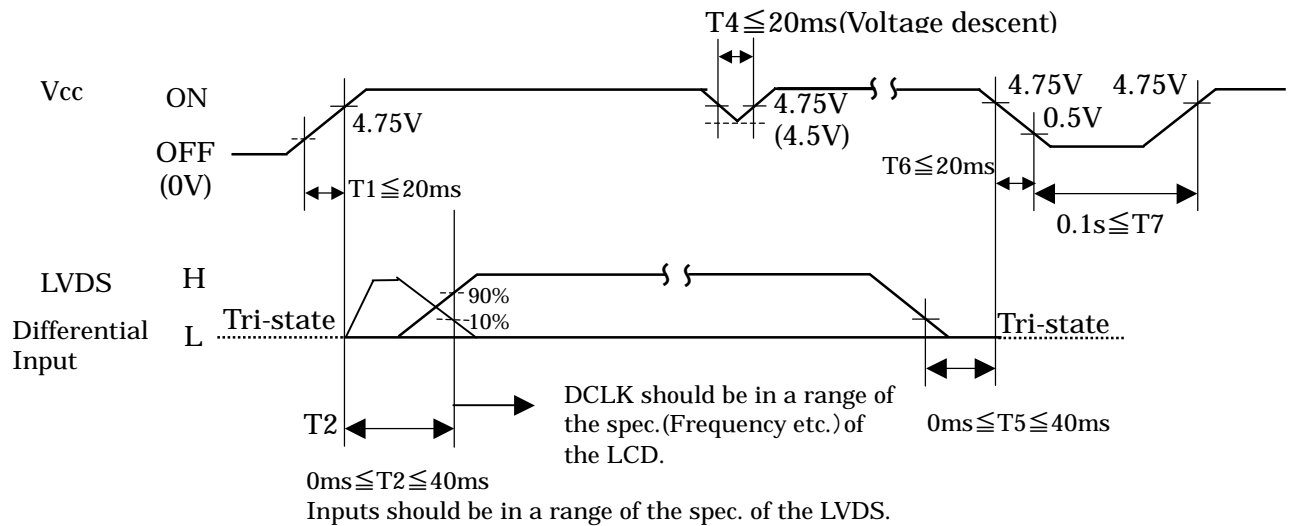 T4≦20ms(Voltage descent)
Vcc
ON
OFF
(0V)
4.75V
4.75V
(4.5V)
4.75V
4.75V
0.5V
T1≦20ms
T6≦20ms
0.1s≦T7
LVDS
Differential
Input
H
L
Tri-state
90%
10%
Tri-state
T2
DCLK should be in a range of
the spec.(Frequency etc.)of
the LCD.
0ms≦T5≦40ms
0ms≦T2≦40ms
Inputs should be in a range of the spec. of the LVDS.